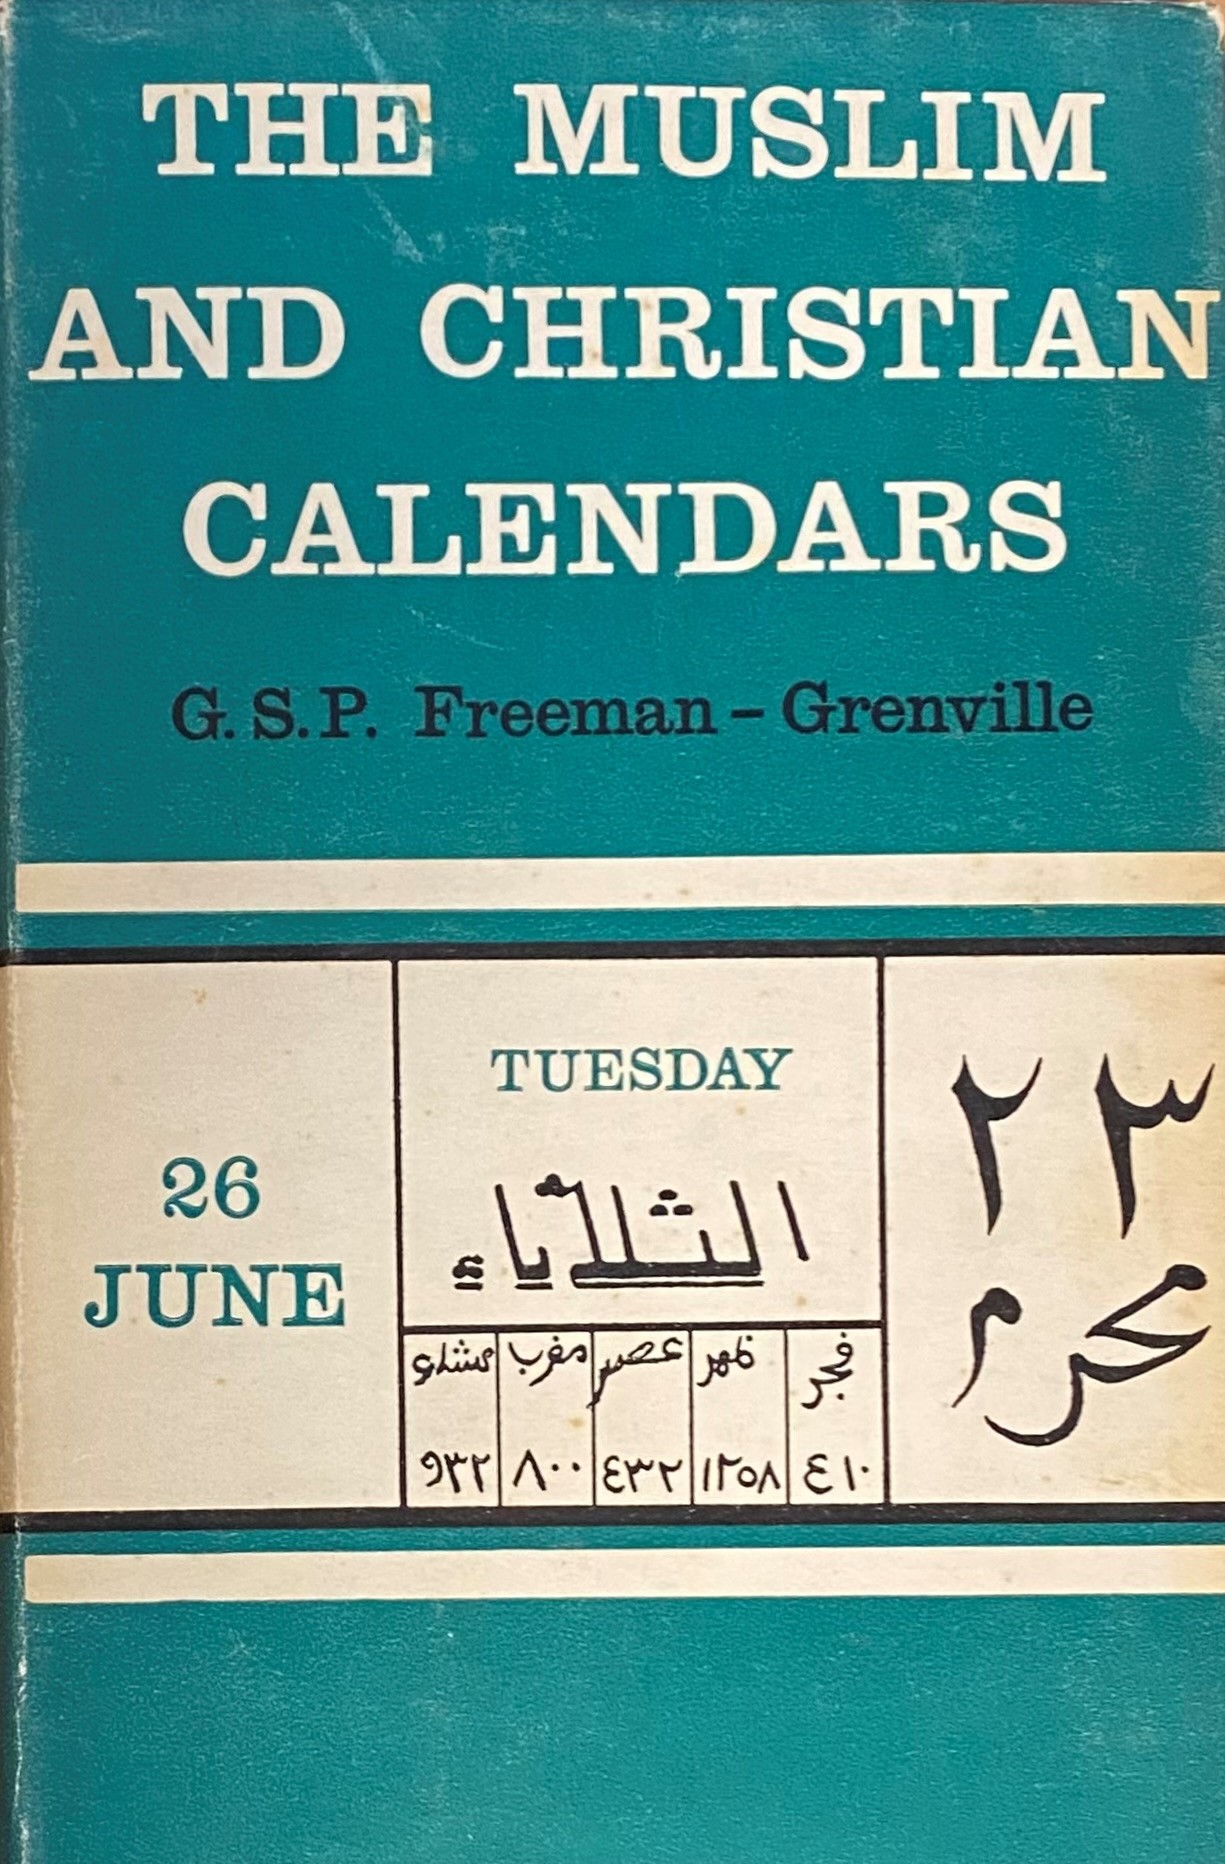 THE MUSLIM
AND CHRISTIAN
CALENDARS
G. S. P. Freeman - Grenville
26
JUNE
TUESDAY
الثلاثاء
فجر ظهر عصر مغرب عشاء
٤١٠ ١٢٥٨ ٤٣٢ ٨٠٠ ٩٣٢
٢٣
محرم